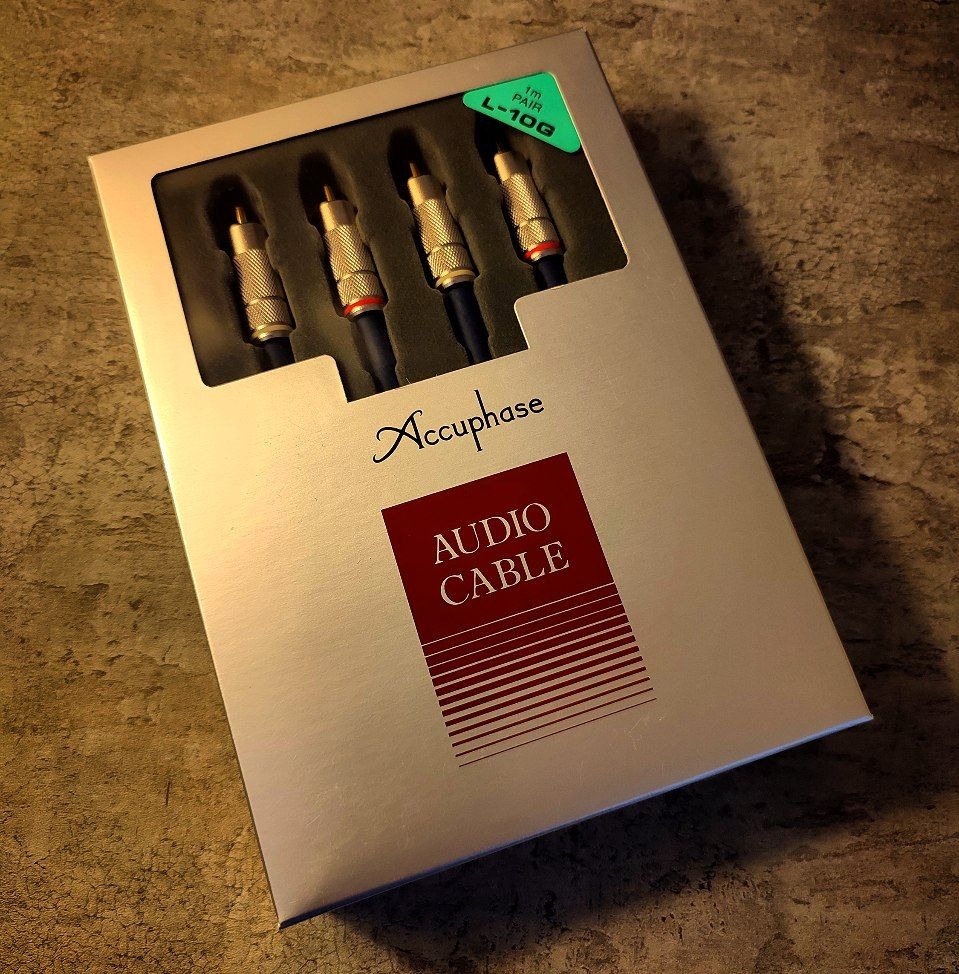 1m
PAIR
L-10G
Accuphase
AUDIO
CABLE